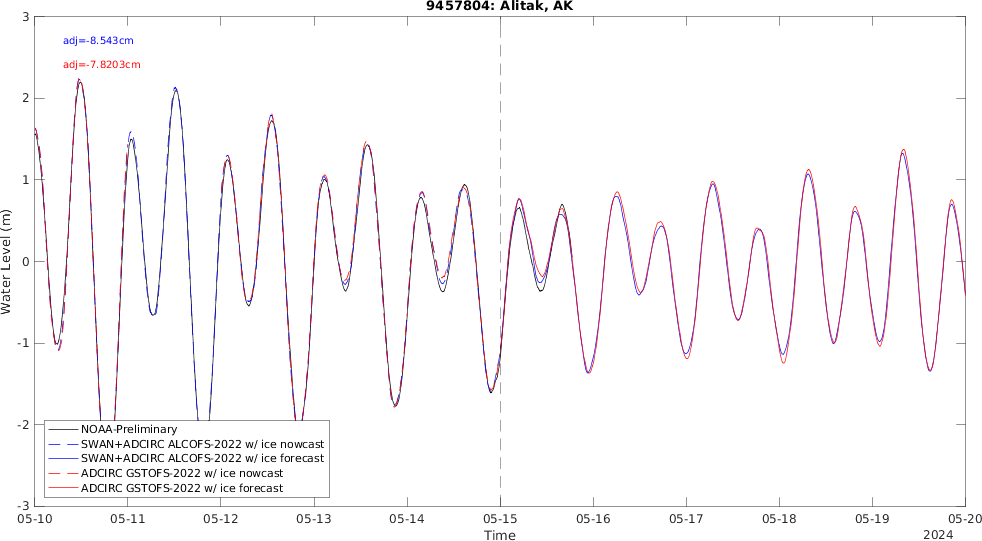 9457804: Alitak, AK
adj=-8.543cm
adj=-7.8203cm
Water Level (m)
3
2
1
0
-1
-2
-3
NOAA-Preliminary
SWAN+ADCIRC ALCOFS-2022 w/ ice nowcast
SWAN+ADCIRC ALCOFS-2022 w/ ice forecast
ADCIRC GSTOFS-2022 w/ ice nowcast
ADCIRC GSTOFS-2022 w/ ice forecast
05-10 05-11 05-12 05-13 05-14 05-15 05-16 05-17 05-18 05-19 05-20
Time
2024